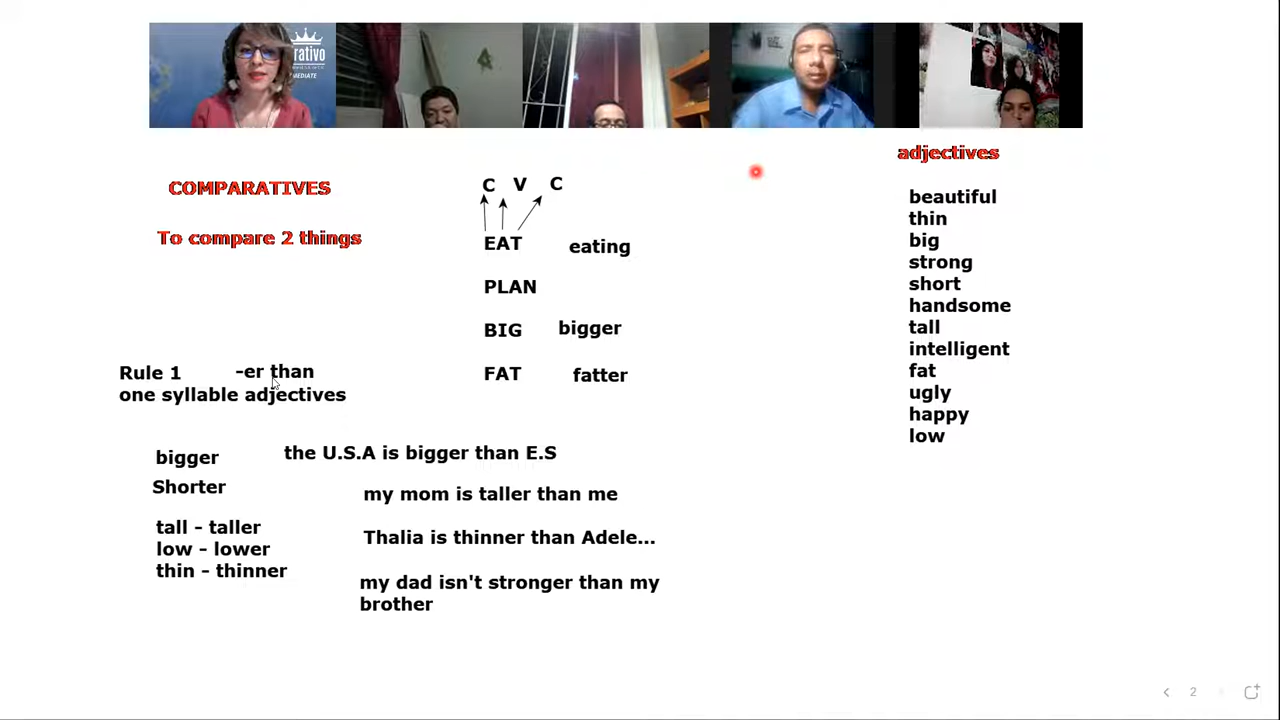 rativo
MEDIATE
adjectives
COMPARATIVES
To compare 2 things
C V C
EAT eating
PLAN
BIG bigger
FAT fatter
beautiful
thin
big
strong
short
handsome
tall
intelligent
fat
ugly
happy
low
Rule 1 -er than
one syllable adjectives
bigger the U.S.A is bigger than E.S
Shorter
my mom is taller than me
tall - taller
low - lower
thin - thinner
Thalia is thinner than Adele...
my dad isn't stronger than my
brother
2